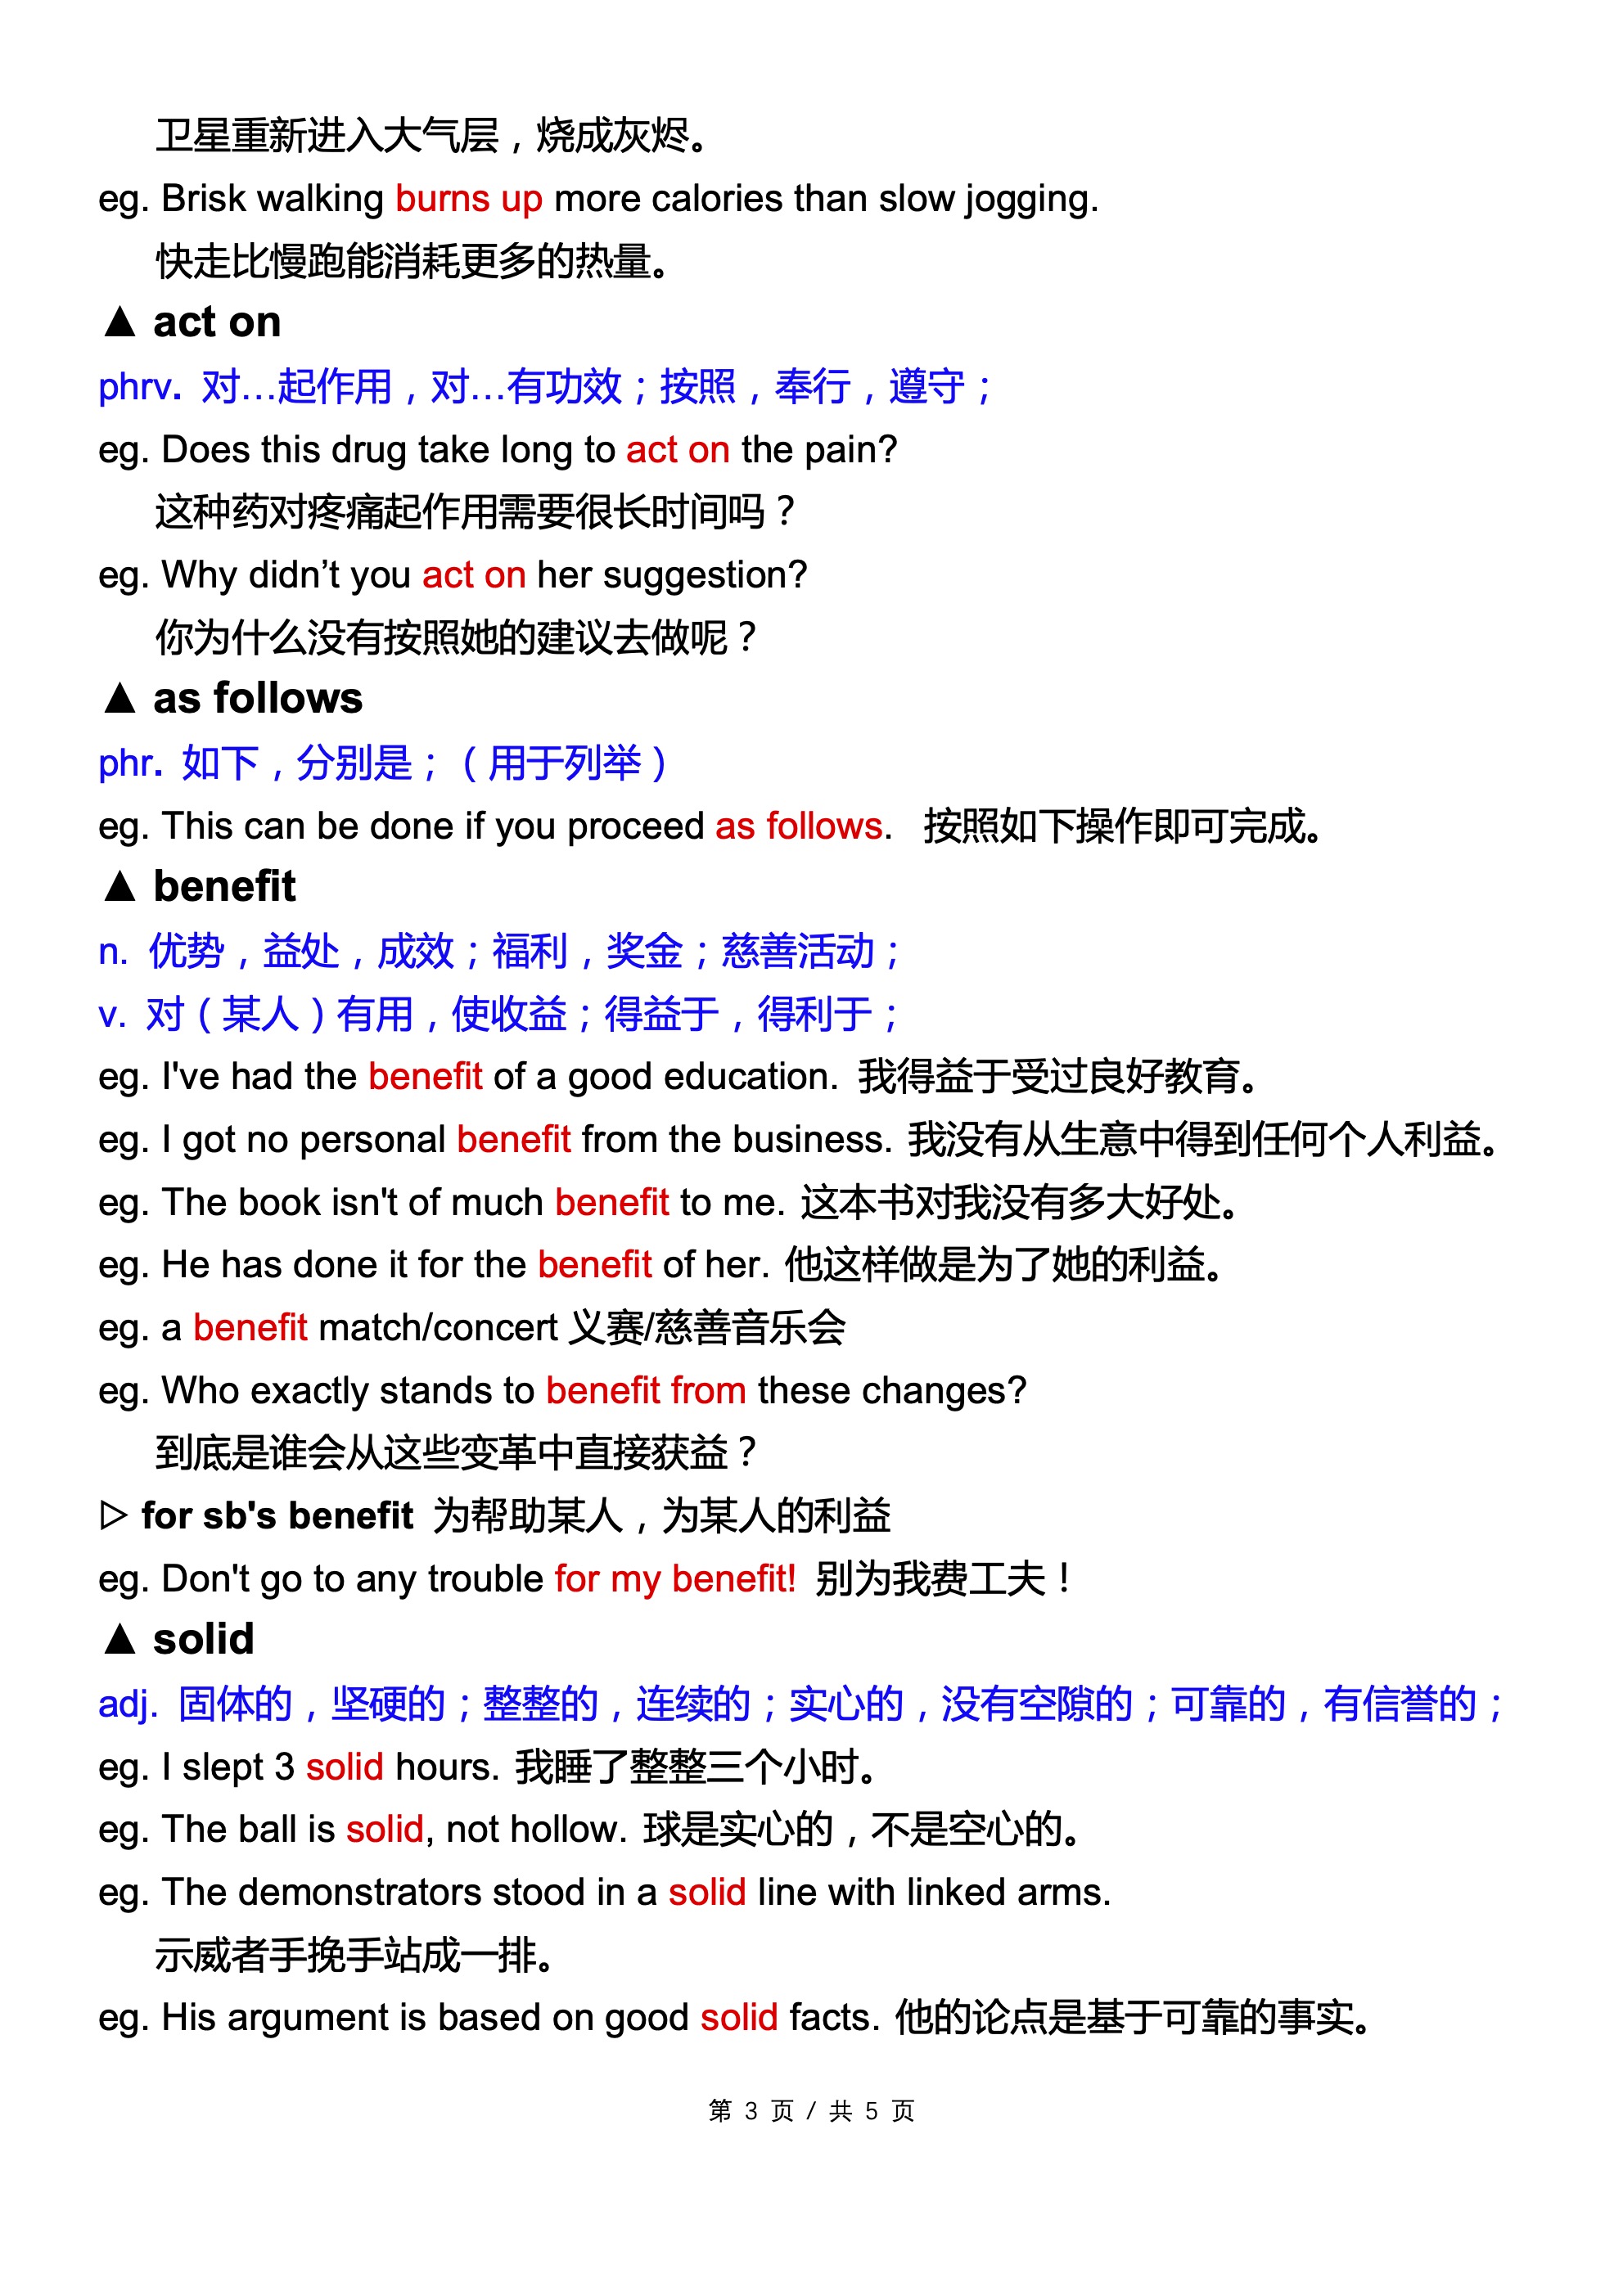 卫星重新进入大气层，烧成灰烬。
eg. Brisk walking burns up more calories than slow jogging.
快走比慢跑能消耗更多的热量。
▲ act on
phrv. 对…起作用，对…有功效；按照，奉行，遵守；
eg. Does this drug take long to act on the pain?
这种药对疼痛起作用需要很长时间吗？
eg. Why didn’t you act on her suggestion?
你为什么没有按照她的建议去做呢？
▲ as follows
phr. 如下，分别是；（用于列举）
eg. This can be done if you proceed as follows. 按照如下操作即可完成。
▲ benefit
n. 优势，益处，成效；福利，奖金；慈善活动；
v. 对（某人）有用，使收益；得益于，得利于；
eg. I've had the benefit of a good education. 我得益于受过良好教育。
eg. I got no personal benefit from the business. 我没有从生意中得到任何个人利益。
eg. The book isn't of much benefit to me. 这本书对我没有多大好处。
eg. He has done it for the benefit of her. 他这样做是为了她的利益。
eg. a benefit match/concert 义赛/慈善音乐会
eg. Who exactly stands to benefit from these changes?
到底是谁会从这些变革中直接获益？
▷ for sb's benefit 为帮助某人，为某人的利益
eg. Don't go to any trouble for my benefit! 别为我费工夫！
▲ solid
adj. 固体的，坚硬的；整整的，连续的；实心的，没有空隙的；可靠的，有信誉的；
eg. I slept 3 solid hours. 我睡了整整三个小时。
eg. The ball is solid, not hollow. 球是实心的，不是空心的。
eg. The demonstrators stood in a solid line with linked arms.
示威者手挽手站成一排。
eg. His argument is based on good solid facts. 他的论点是基于可靠的事实。
第 3 页 / 共 5 页